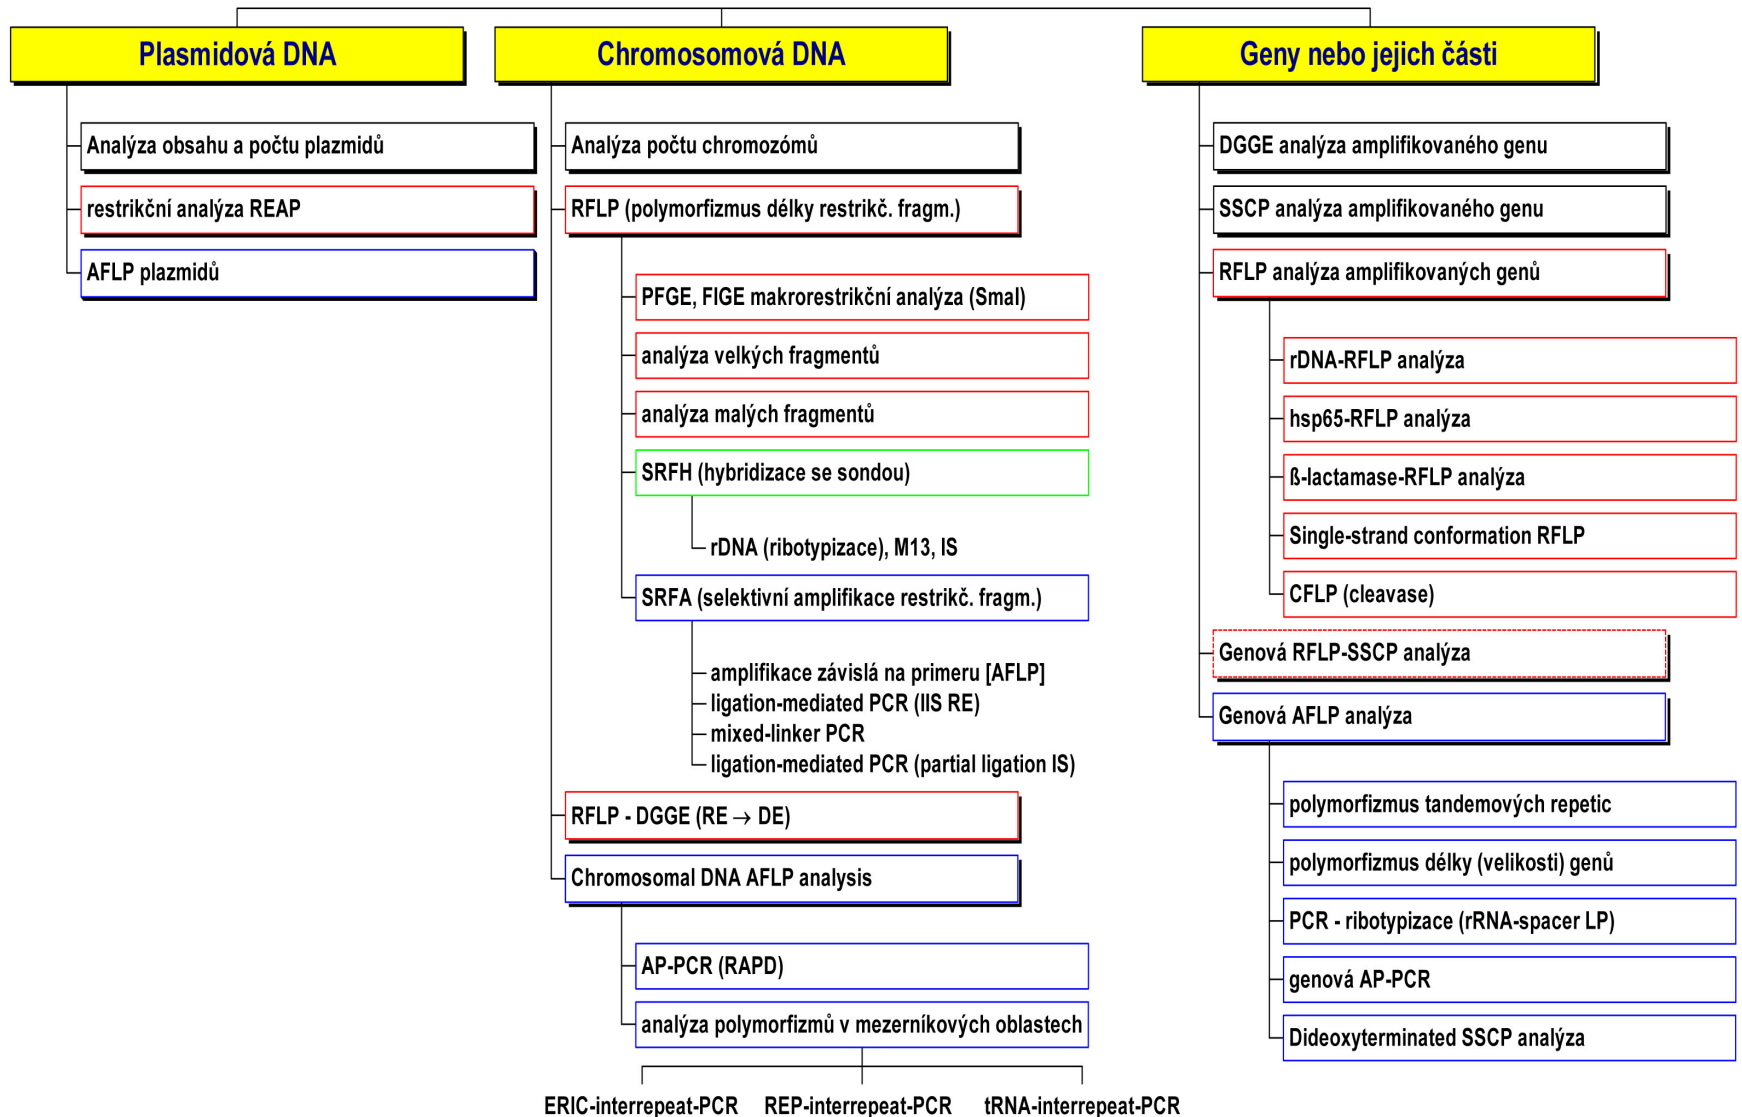 Plasmidová DNA
Analýza obsahu a počtu plazmidů
restrikční analýza REAP
AFLP plazmidů
Chromosomová DNA
Analýza počtu chromozómů
RFLP (polymorfizmus délky restrikč. fragm.)
PFGE, FIGE makrorestrikční analýza (SmaI)
analýza velkých fragmentů
analýza malých fragmentů
SRFH (hybridizace se sondou)
rDNA (ribotypizace), M13, IS
SRFA (selektivní amplifikace restrikč. fragm.)
amplifikace závislá na primeru [AFLP]
ligation-mediated PCR (IIS RE)
mixed-linker PCR
ligation-mediated PCR (partial ligation IS)
RFLP - DGGE (RE → DE)
Chromosomal DNA AFLP analysis
AP-PCR (RAPD)
analýza polymorfizmů v mezerníkových oblastech
ERIC-interrepeat-PCR REP-interrepeat-PCR tRNA-interrepeat-PCR
Geny nebo jejich části
DGGE analýza amplifikovaného genu
SSCP analýza amplifikovaného genu
RFLP analýza amplifikovaných genů
rDNA-RFLP analýza
hsp65-RFLP analýza
ß-lactamase-RFLP analýza
Single-strand conformation RFLP
CFLP (cleavase)
Genová RFLP-SSCP analýza
Genová AFLP analýza
polymorfizmus tandemových repetic
polymorfizmus délky (velikosti) genů
PCR - ribotypizace (rRNA-spacer LP)
genová AP-PCR
Dideoxyterminated SSCP analýza